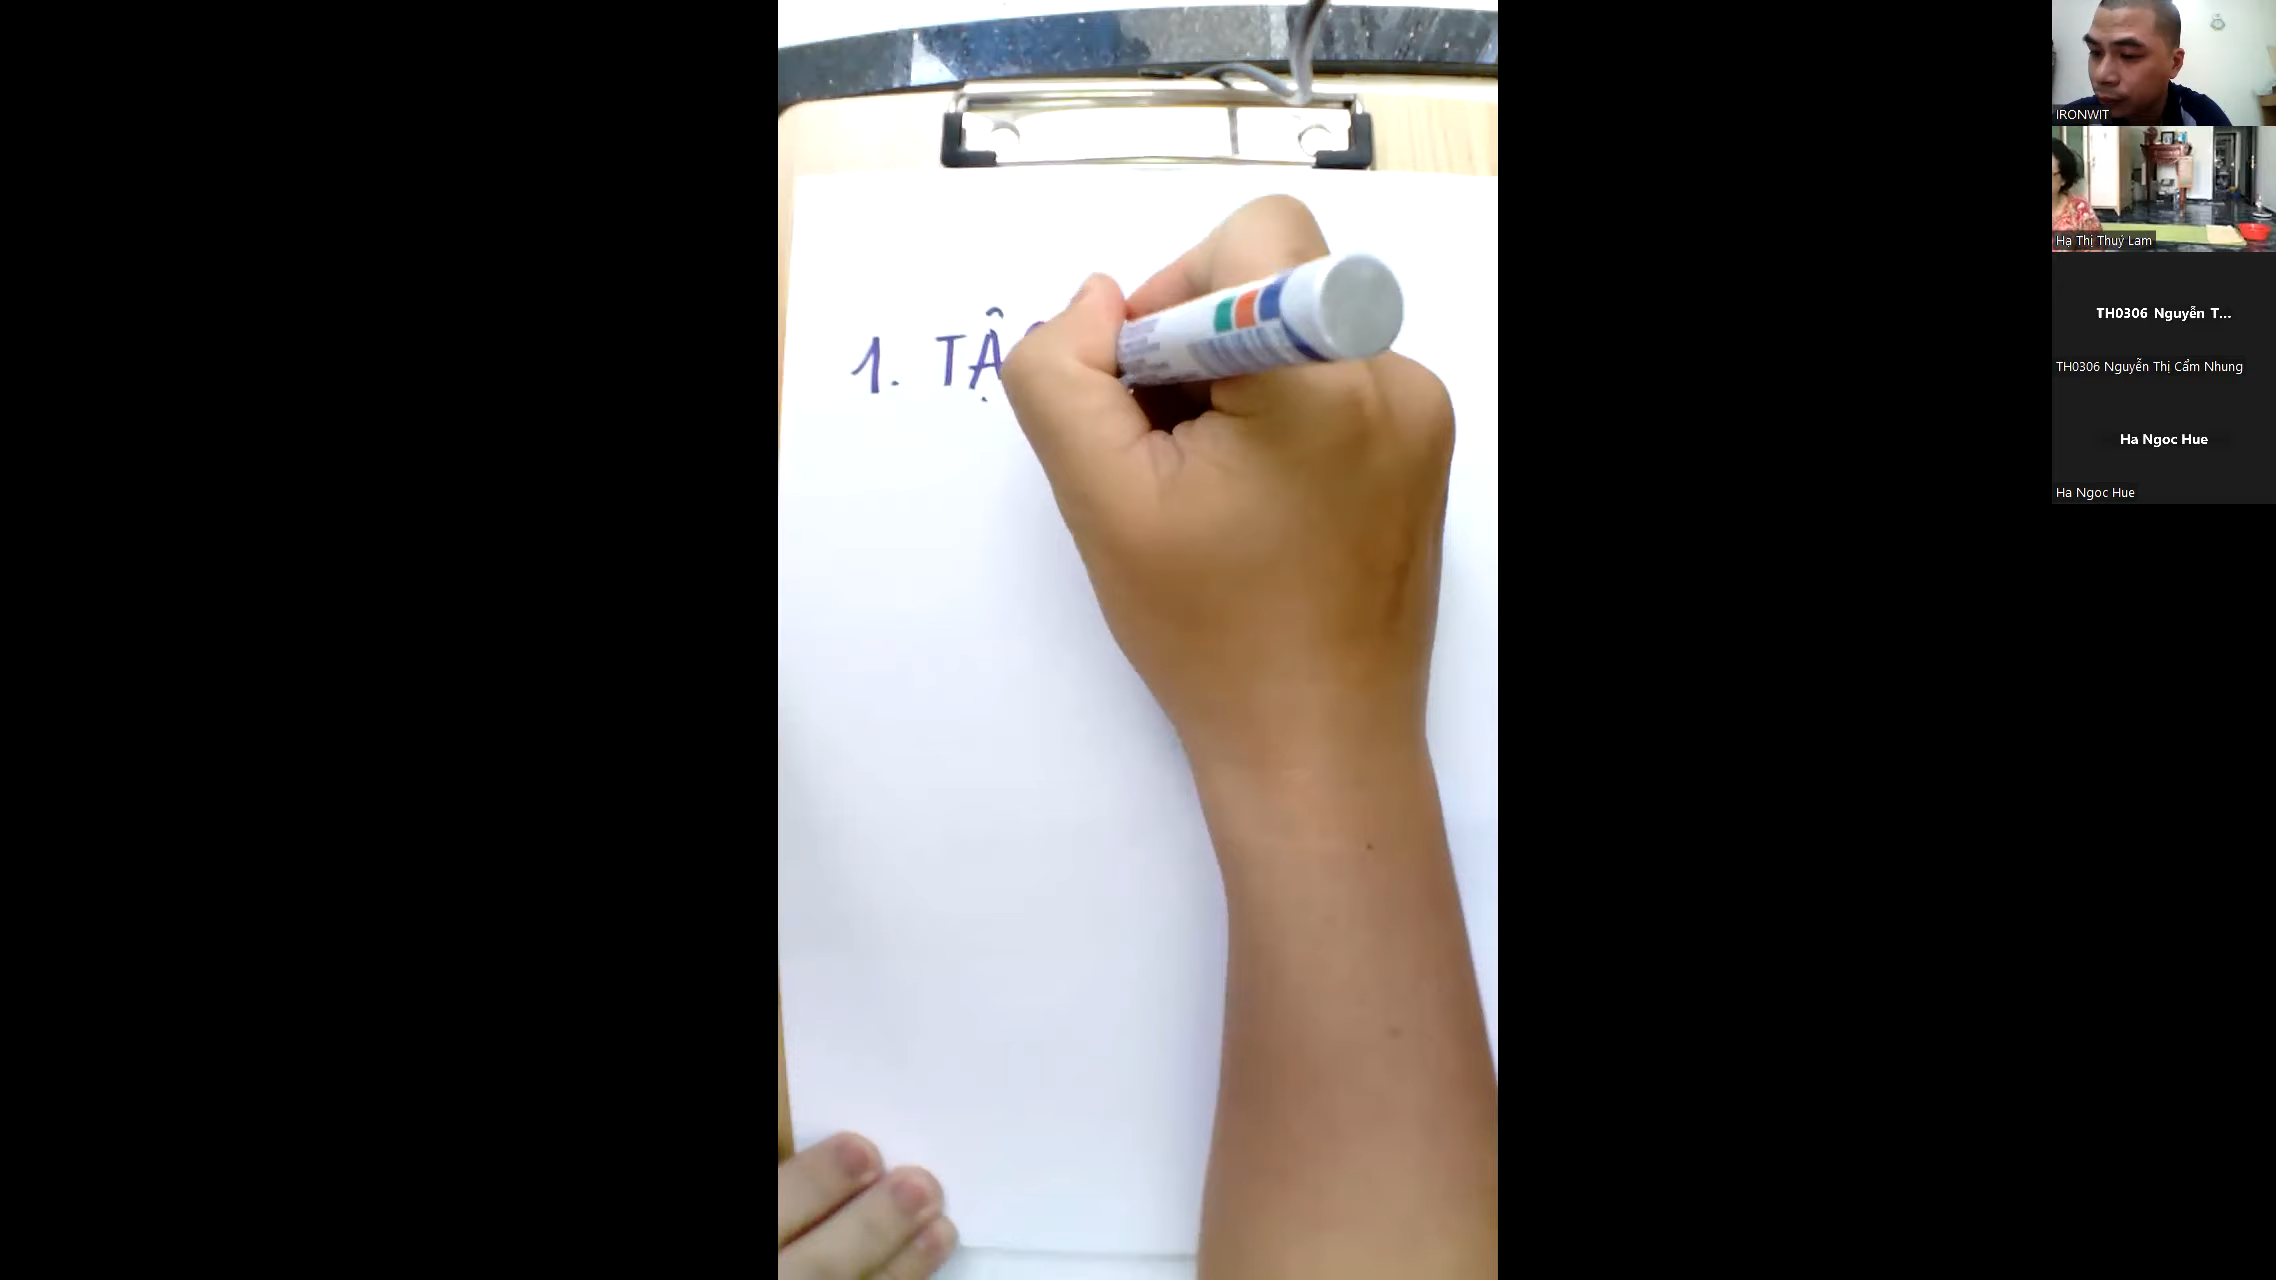 1. TẬ
IRONWIT
Hạ Thị Thuý Lam
TH0306 Nguyễn T...
TH0306 Nguyễn Thị Cẩm Nhung
Ha Ngoc Hue
Ha Ngoc Hue